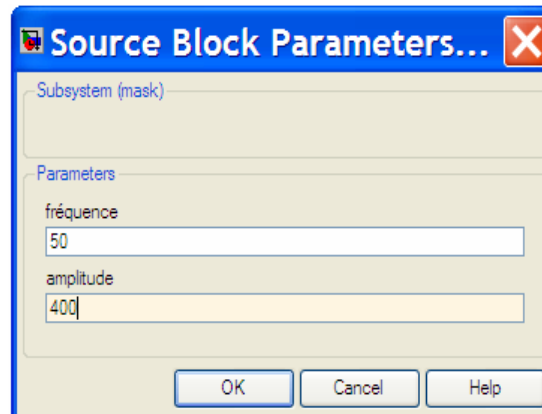 Source Block Parameters...
Subsystem (mask)
Parameters
fréquence
50
amplitude
400
OK Cancel Help